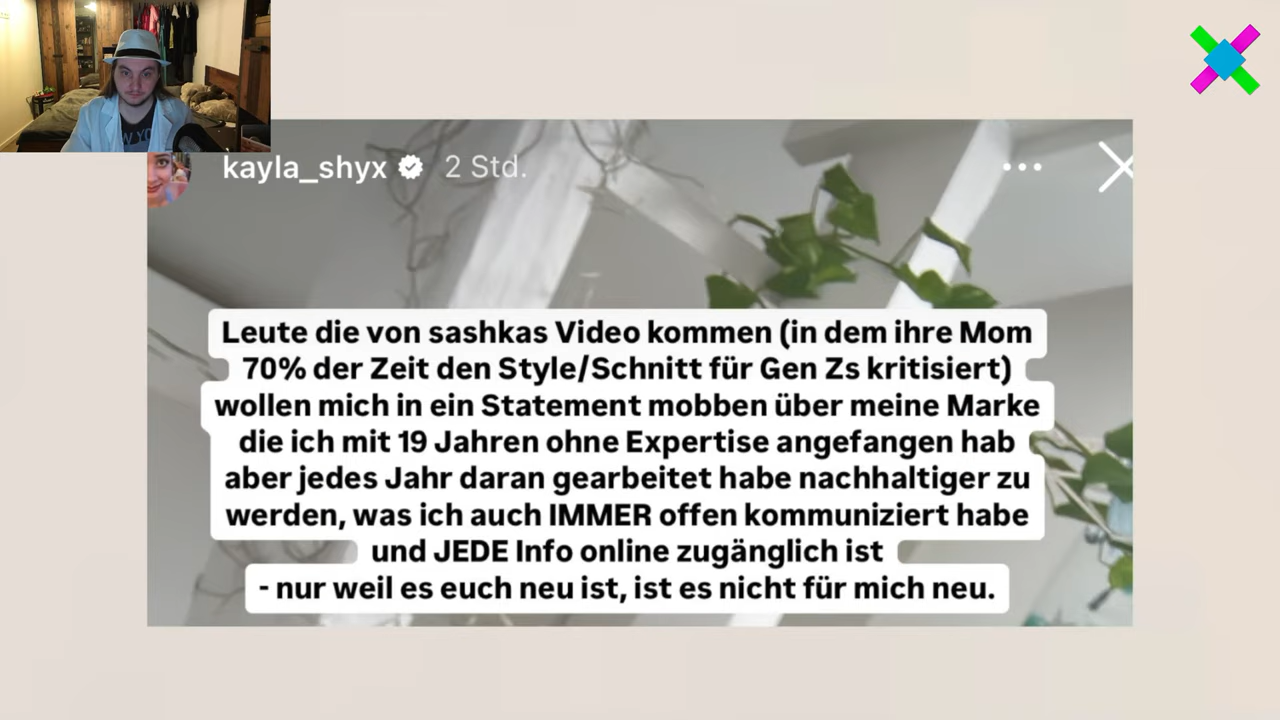 kayla_shyx 2 Std.
Leute die von sashkas Video kommen (in dem ihre Mom
70% der Zeit den Style/Schnitt für Gen Zs kritisiert)
wollen mich in ein Statement mobben über meine Marke
die ich mit 19 Jahren ohne Expertise angefangen hab
aber jedes Jahr daran gearbeitet habe nachhaltiger zu
werden, was ich auch IMMER offen kommuniziert habe
und JEDE Info online zugänglich ist
- nur weil es euch neu ist, ist es nicht für mich neu.